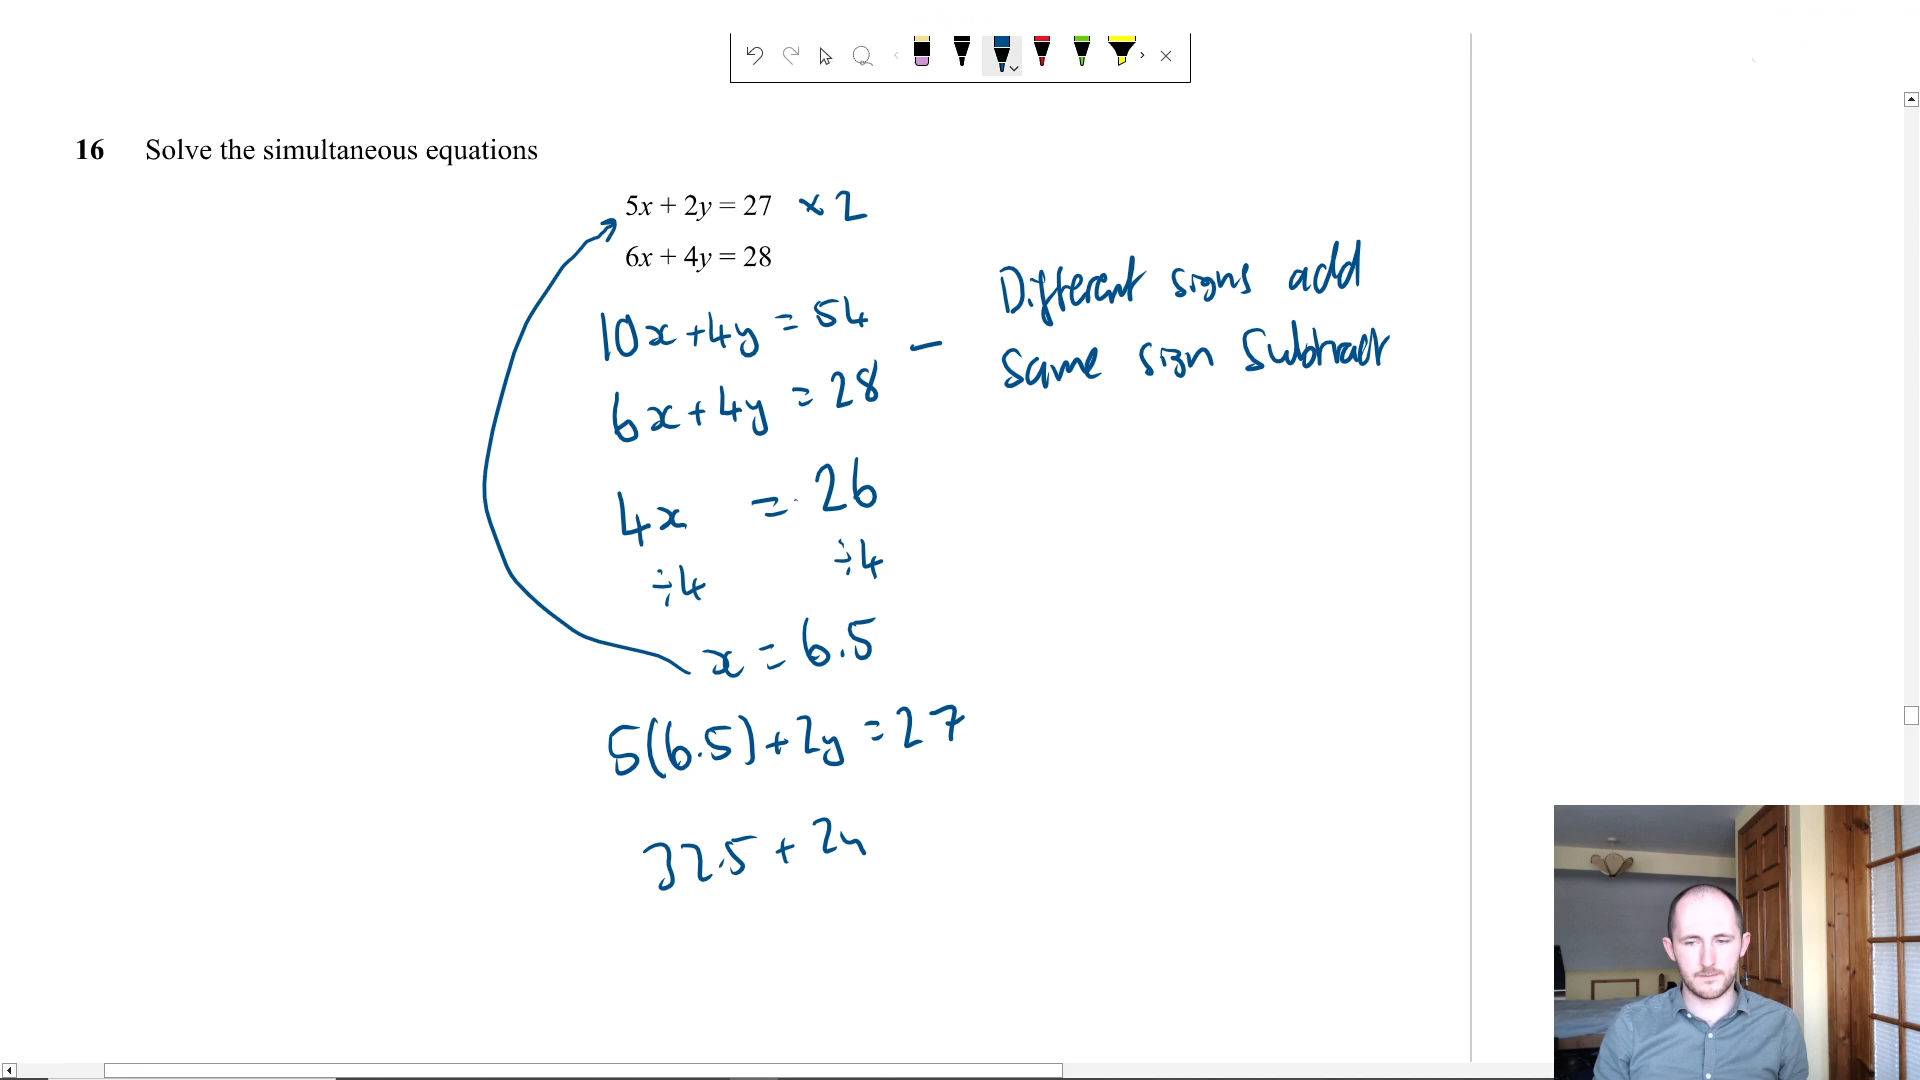 16 Solve the simultaneous equations
5x + 2y = 27 × 2
6x + 4y = 28
Different signs add
10x + 4y = 54
Same sign Subtract
−
6x + 4y = 28
4x = 26
÷4 ÷4
x = 6.5
5(6.5) + 2y = 27
32.5 + 2y